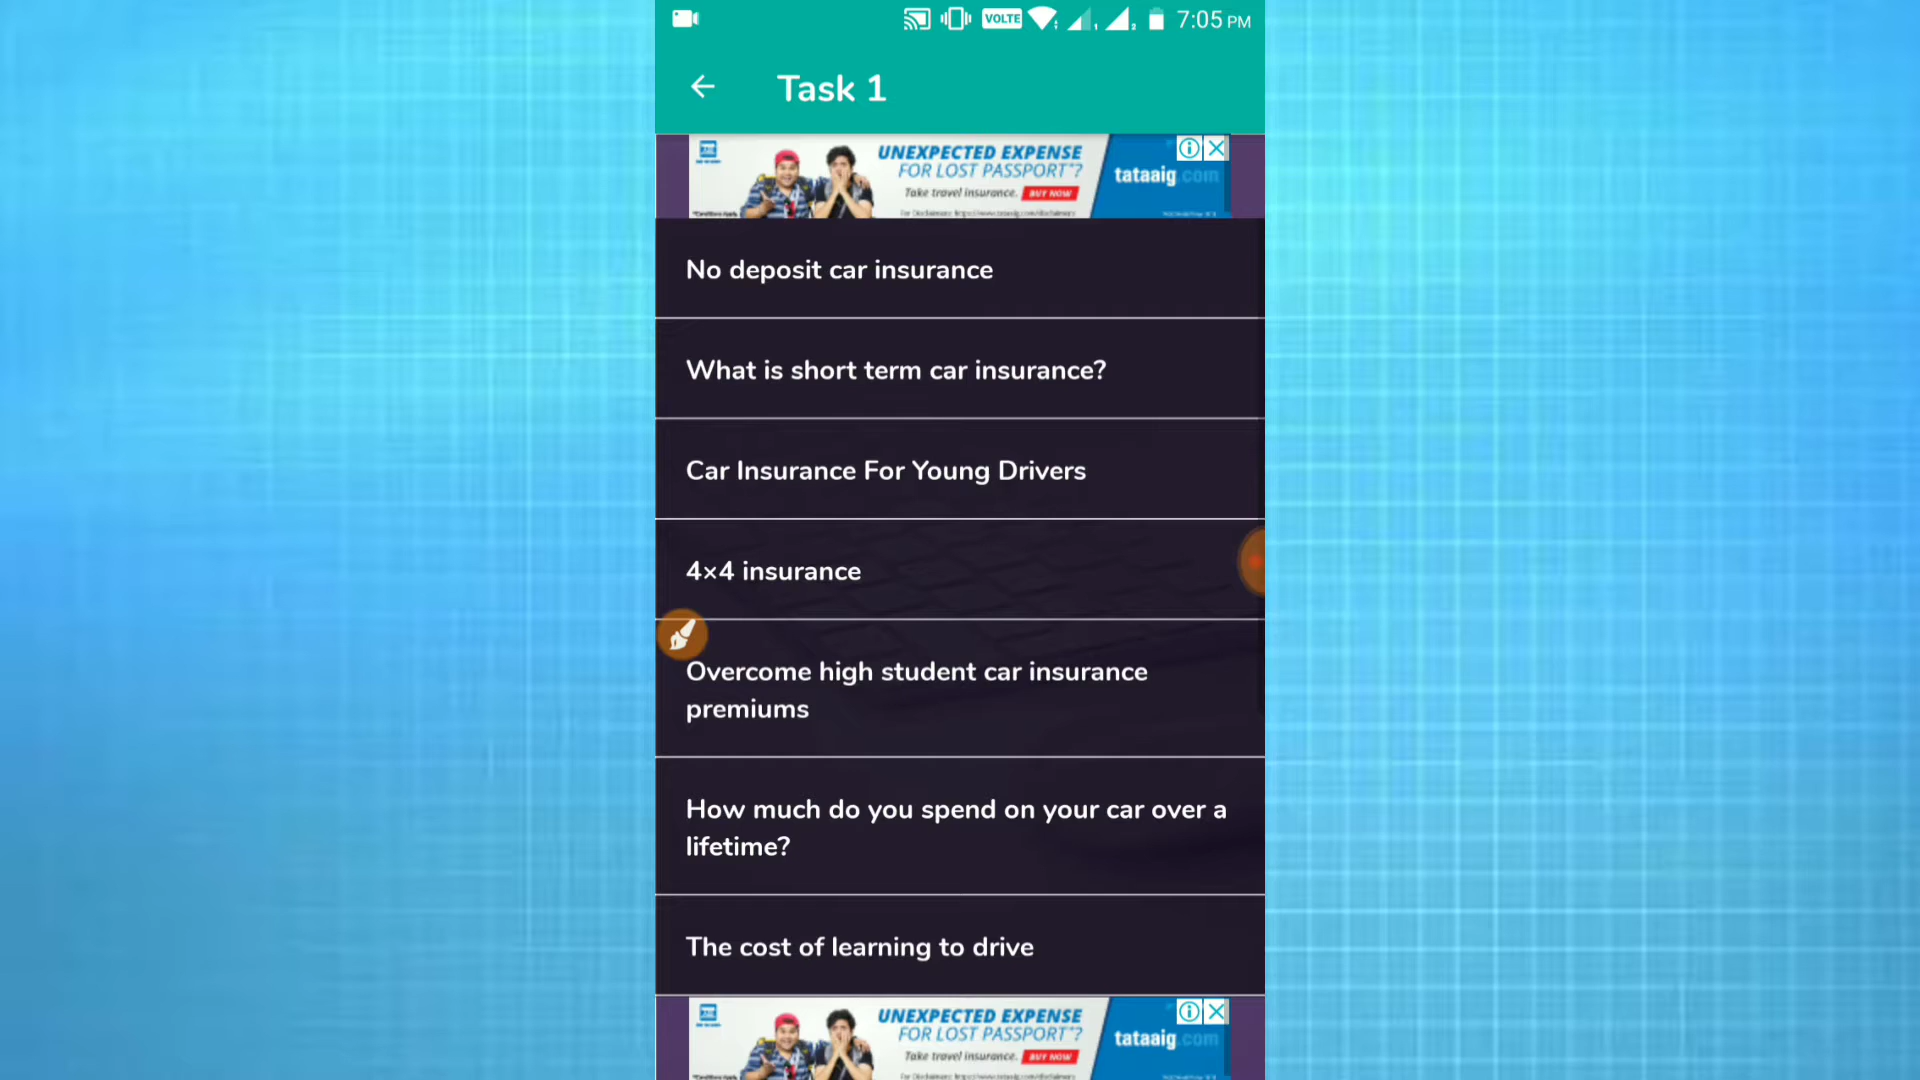 VOLTE 1 2 7:05 PM
Task 1
UNEXPECTED EXPENSE
FOR LOST PASSPORT*?
Take travel insurance. BUY NOW
tataaig.com
No deposit car insurance
What is short term car insurance?
Car Insurance For Young Drivers
4×4 insurance
Overcome high student car insurance
premiums
How much do you spend on your car over a
lifetime?
The cost of learning to drive
UNEXPECTED EXPENSE
FOR LOST PASSPORT*?
Take travel insurance. BUY NOW
tataaig.com